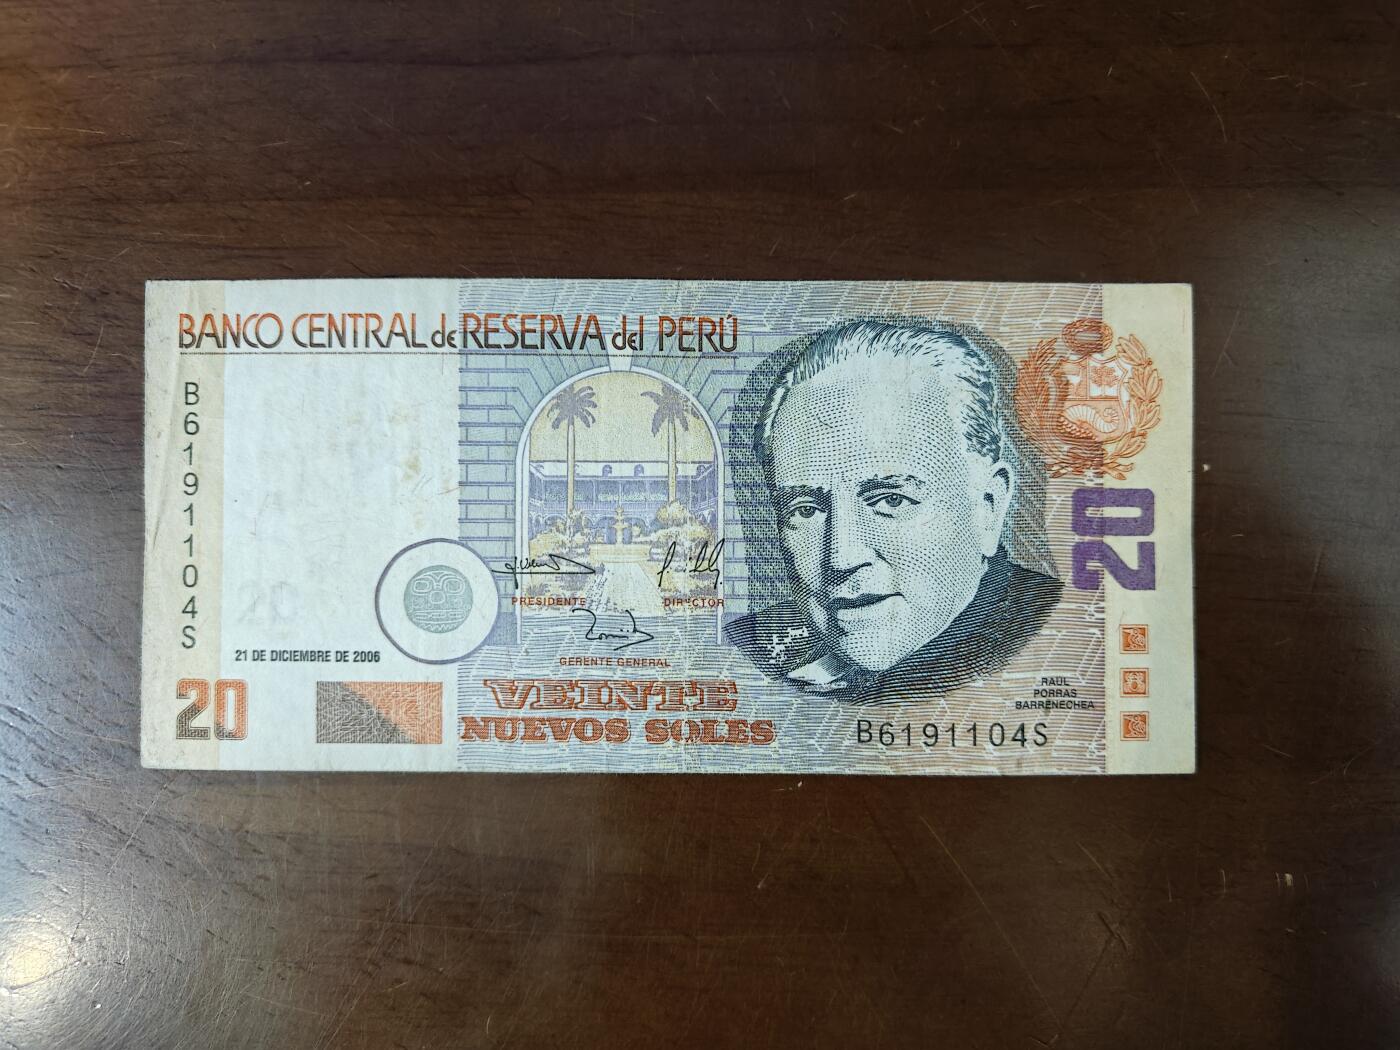 BANCO CENTRAL de RESERVA del PERÚ
B6191104S
PRESIDENTE
DIRECTOR
GERENTE GENERAL
21 DE DICIEMBRE DE 2006
20
VEINTE
NUEVOS SOLES
20
RAUL
PORRAS
BARRENECHEA
B6191104S